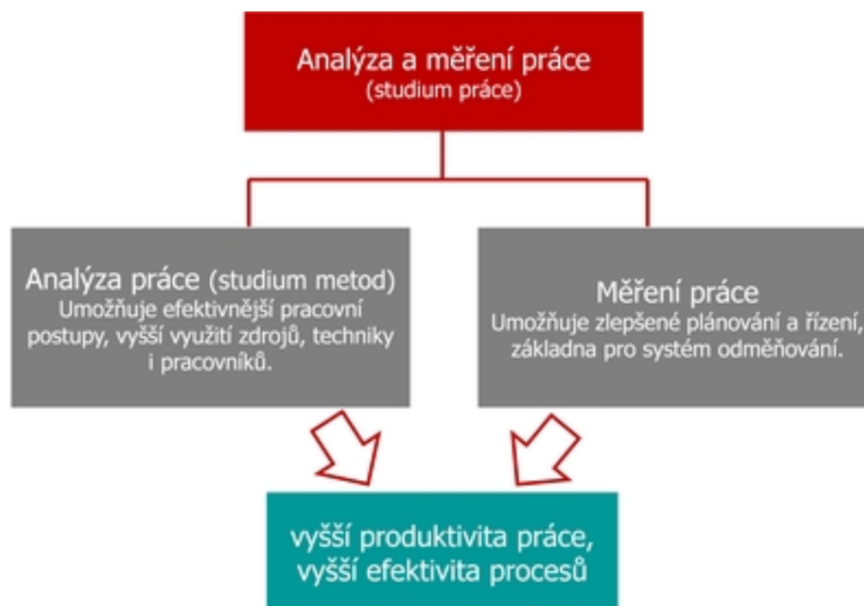 Analýza a měření práce
(studium práce)
Analýza práce (studium metod)
Umožňuje efektivnější pracovní
postupy, vyšší využití zdrojů, techniky
i pracovníků.
Měření práce
Umožňuje zlepšené plánování a řízení,
základna pro systém odměňování.
vyšší produktivita práce,
vyšší efektivita procesů